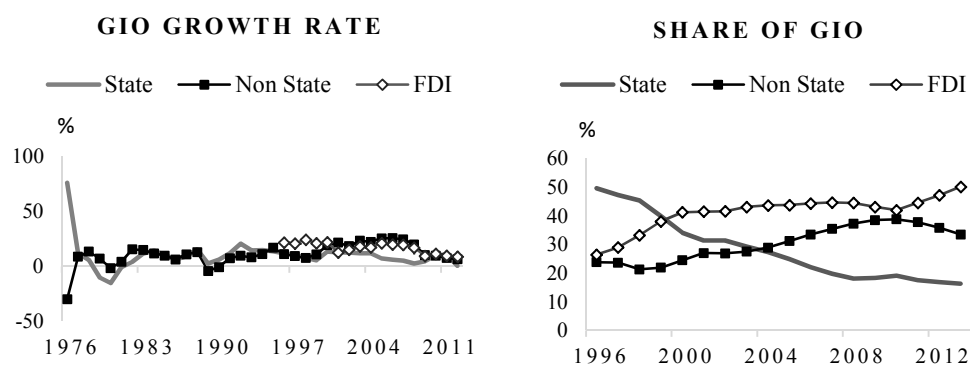 GIO GROWTH RATE
State Non State FDI
%
100
50
0
-50
1976 1983 1990 1997 2004 2011
SHARE OF GIO
State Non State FDI
%
60
50
40
30
20
10
0
1996 2000 2004 2008 2012